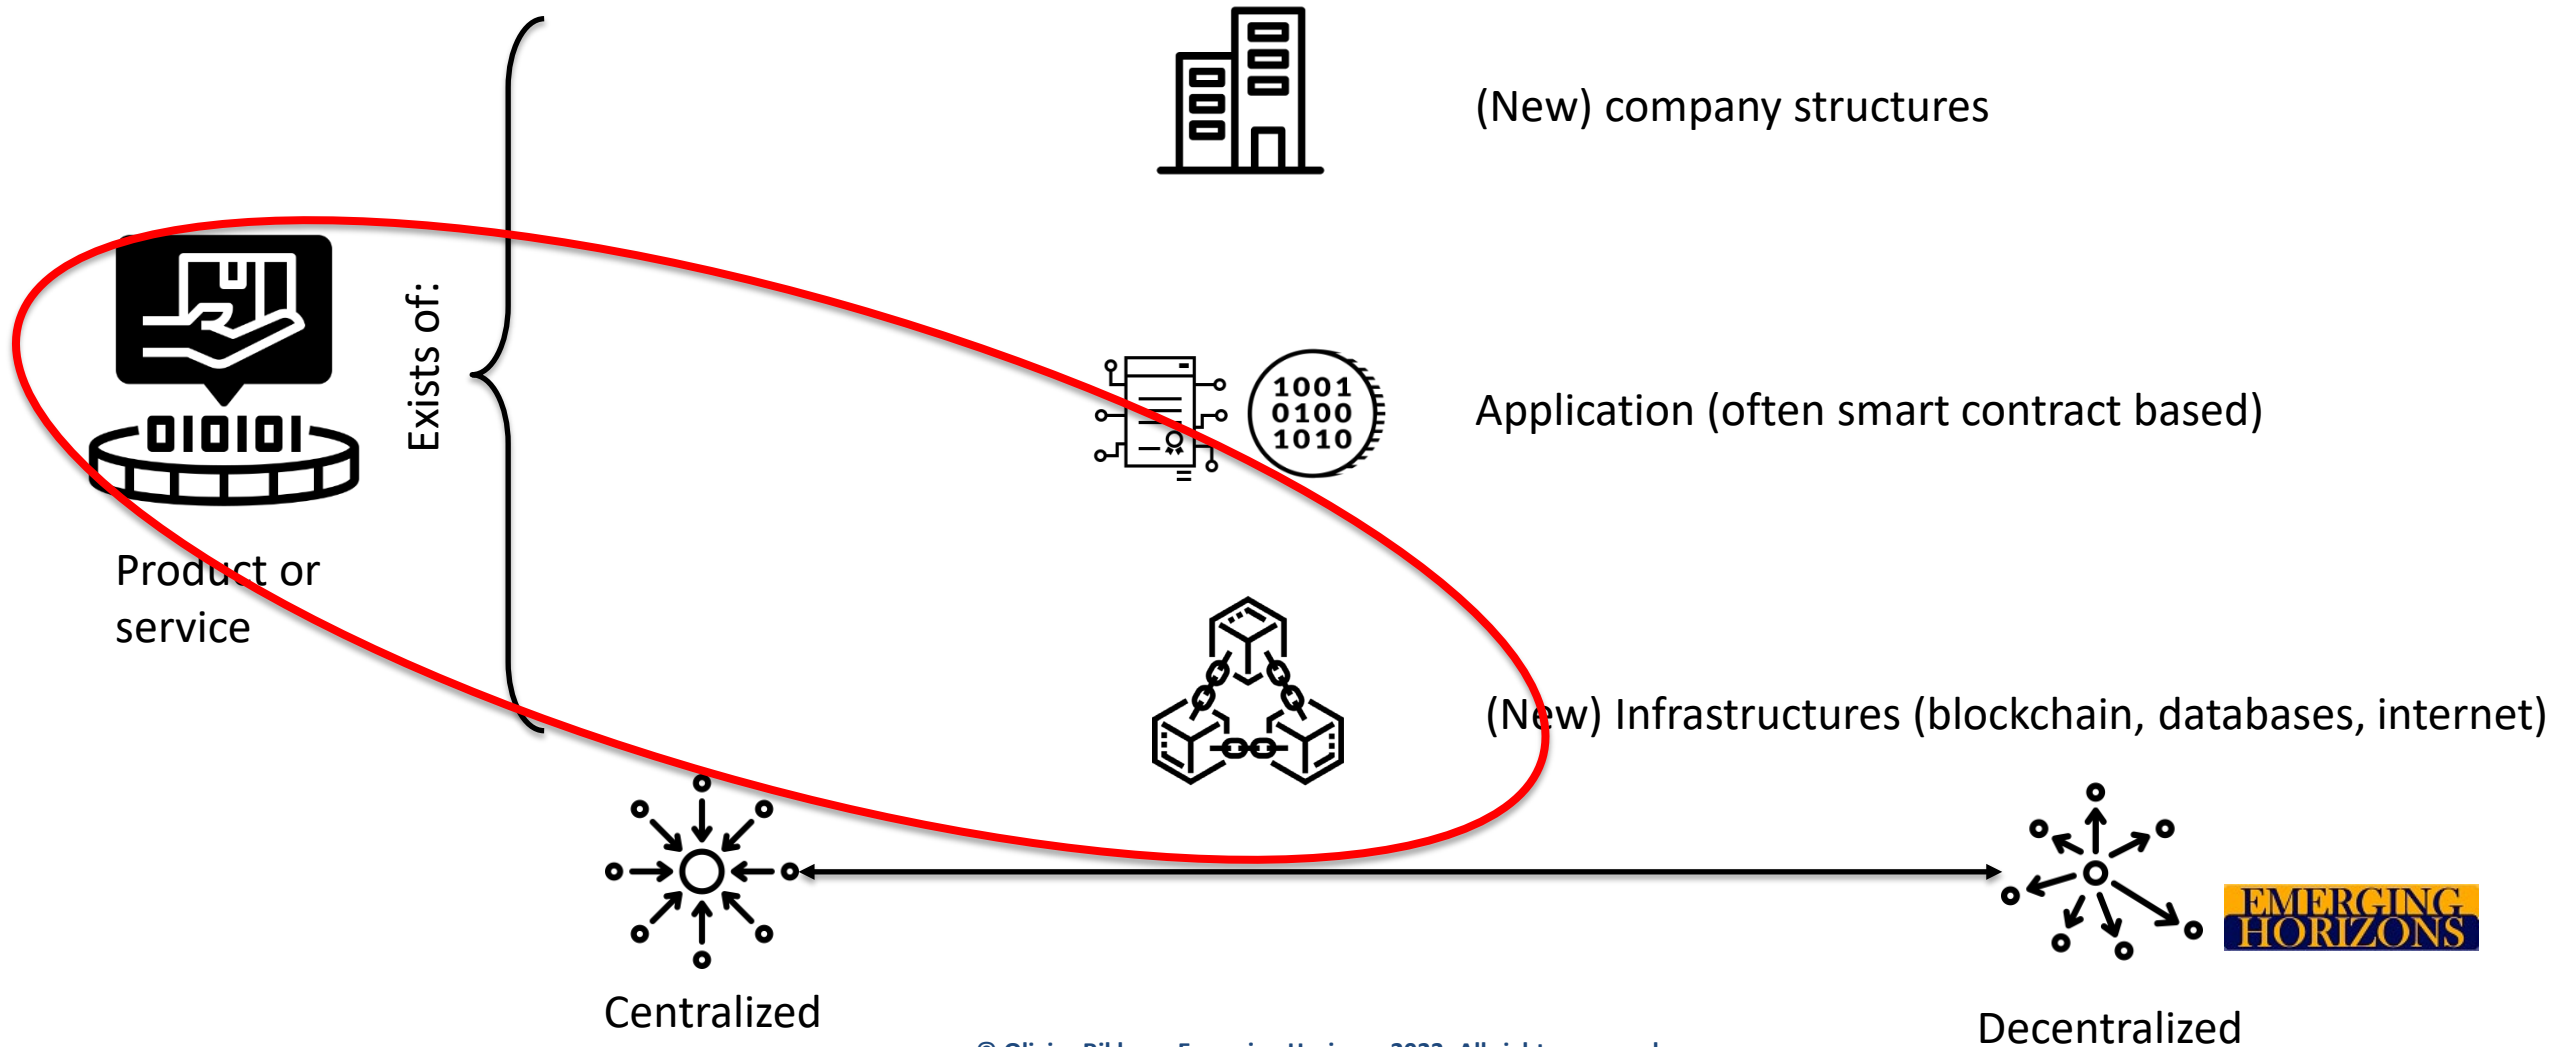 (New) company structures
Exists of:
010101
1001
0100
1010
Application (often smart contract based)
Product or
service
(New) Infrastructures (blockchain, databases, internet)
EMERGING
HORIZONS
Centralized
Decentralized